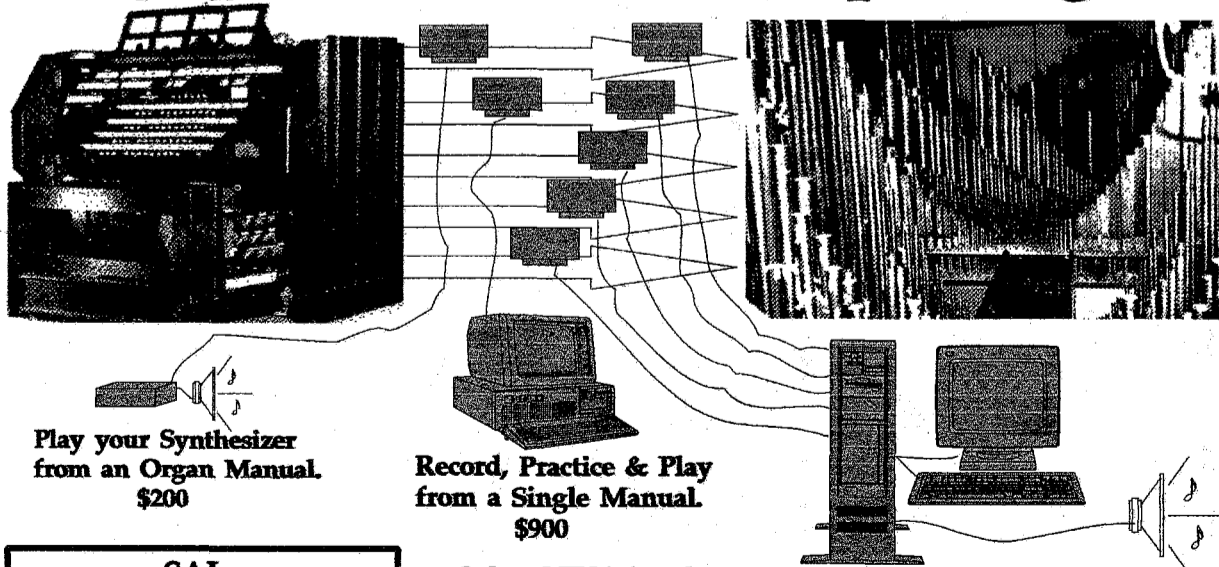 Play your Synthesizer
from an Organ Manual.
$200
Record, Practice & Play
from a Single Manual.
$900